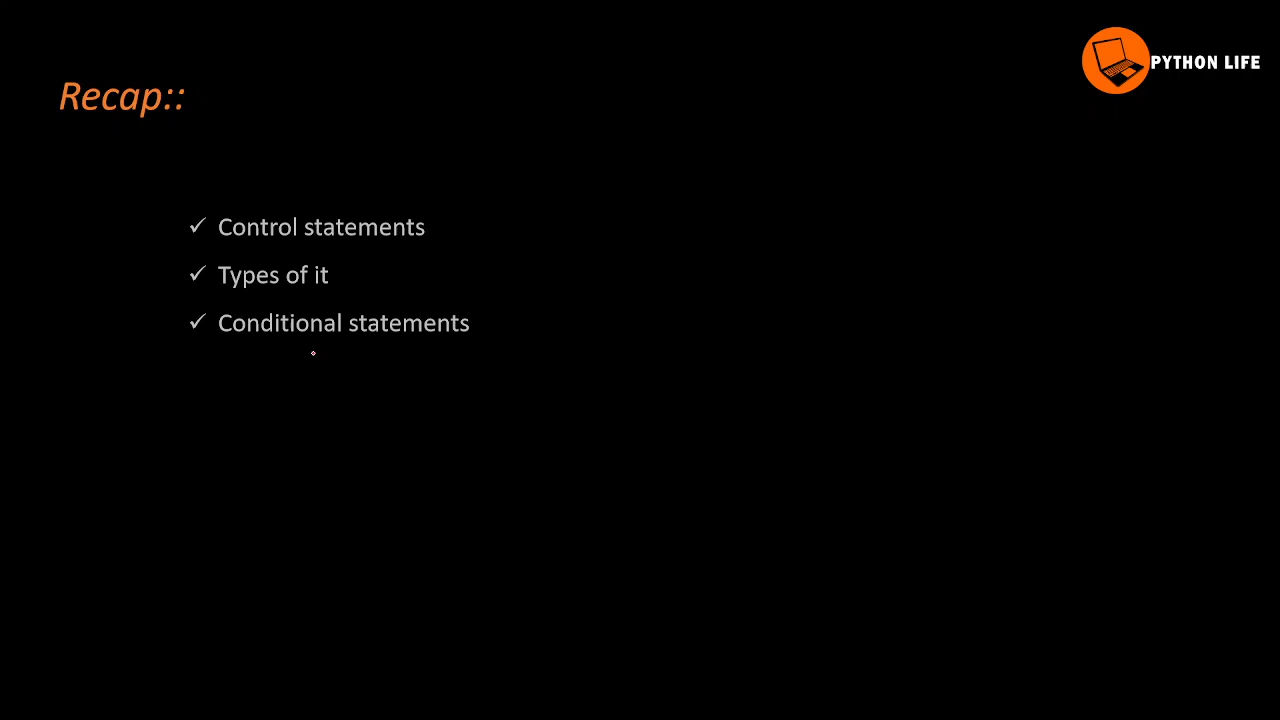 PYTHON LIFE
Recap::
✓ Control statements
✓ Types of it
✓ Conditional statements